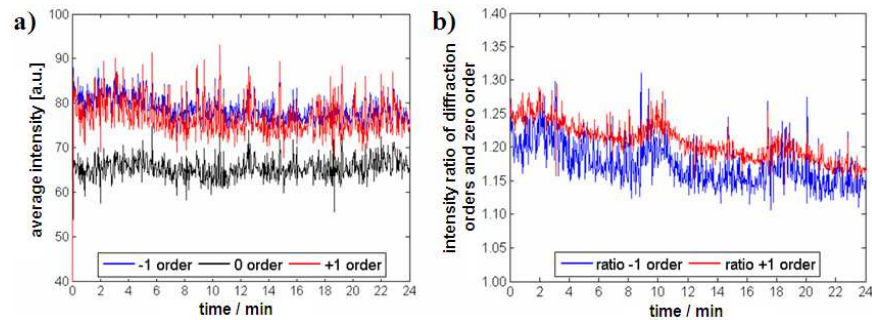 a)
average intensity [a.u.]
100
90
80
70
60
50
40
-1 order
0 order
+1 order
0 2 4 6 8 10 12 14 16 18 20 22 24
time / min
b)
intensity ratio of diffraction
orders and zero order
1.40
1.35
1.30
1.25
1.20
1.15
1.10
1.05
1.00
ratio -1 order
ratio +1 order
0 2 4 6 8 10 12 14 16 18 20 22 24
time / min